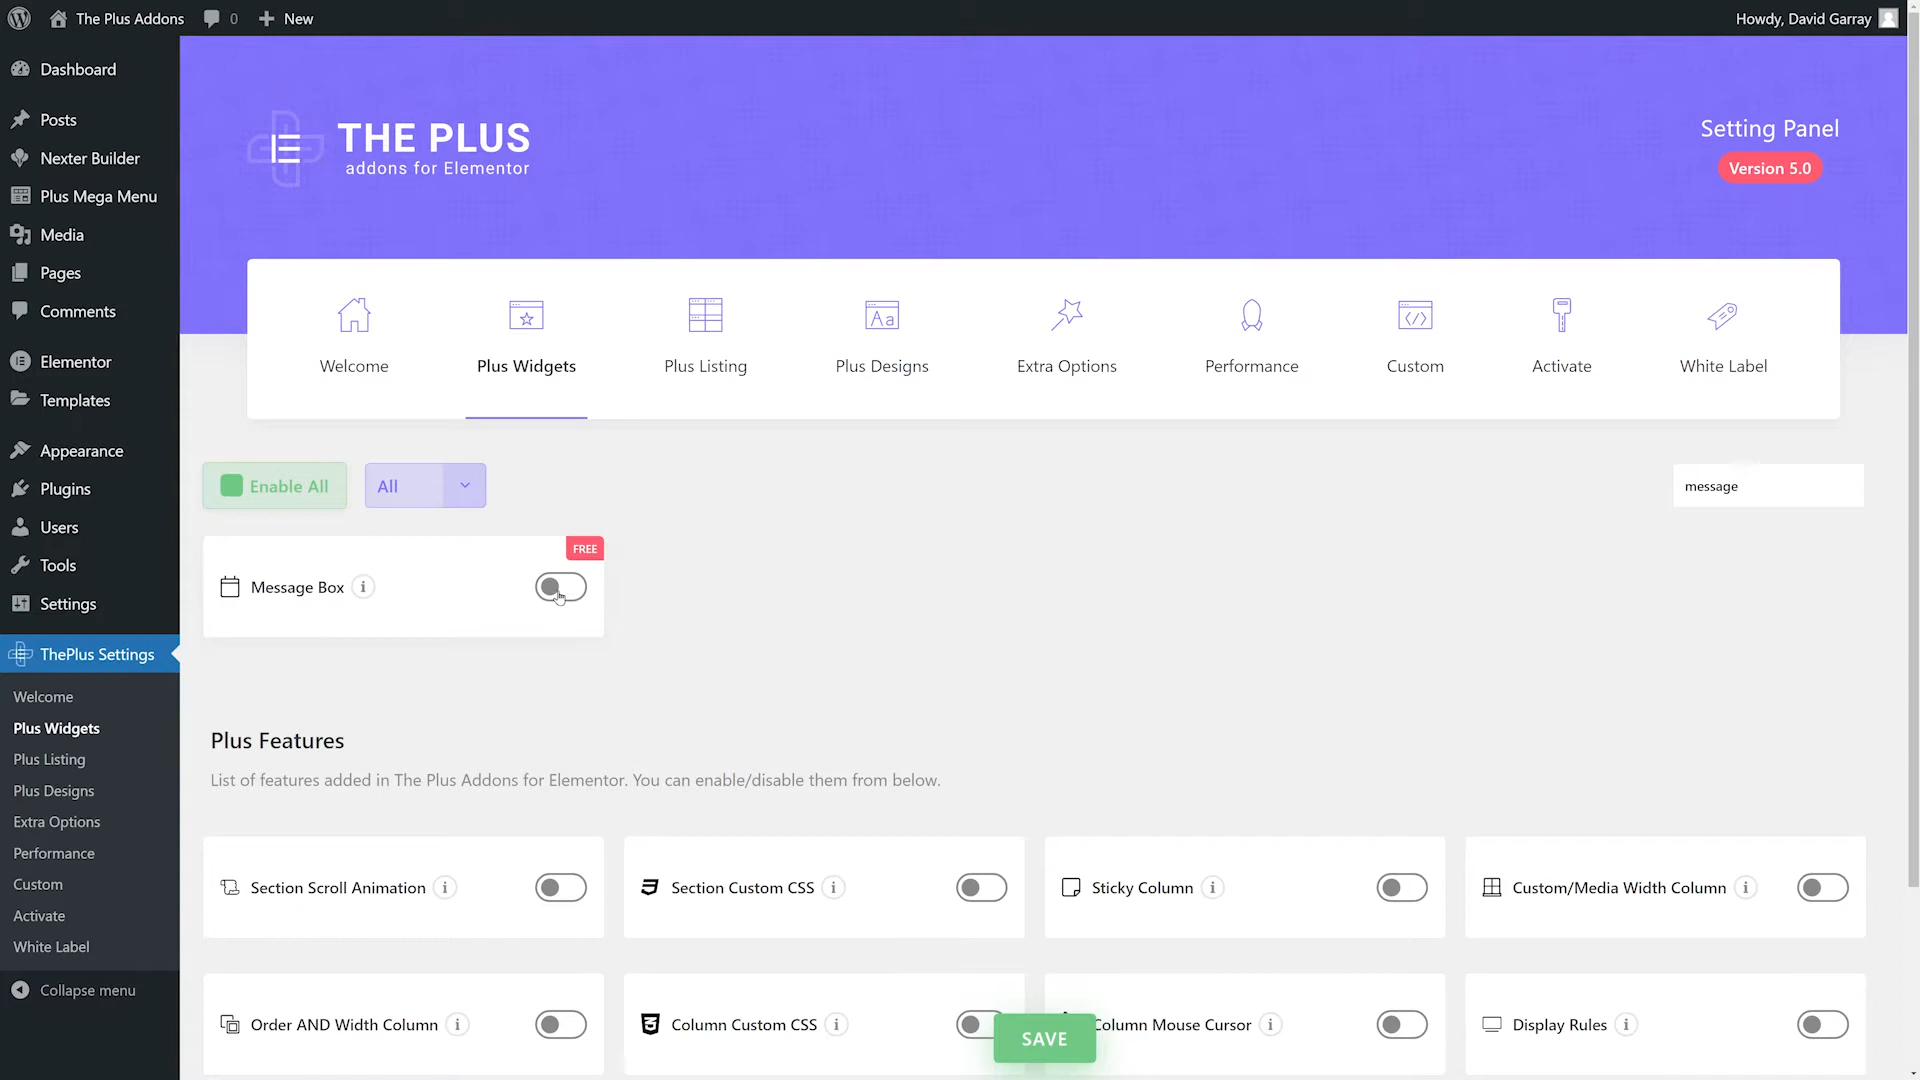 The Plus Addons
0
New
Howdy, David Garray
Dashboard
Posts
Nexter Builder
Plus Mega Menu
Media
Pages
Comments
Elementor
Templates
Appearance
Plugins
Users
Tools
Settings
ThePlus Settings
Welcome
Plus Widgets
Plus Listing
Plus Designs
Extra Options
Performance
Custom
Activate
White Label
Collapse menu
THE PLUS
addons for Elementor
Setting Panel
Version 5.0
Welcome
Plus Widgets
Plus Listing
Aa
Plus Designs
Extra Options
Performance
</>
Custom
Activate
White Label
Enable All
All
message
FREE
Message Box i
Plus Features
List of features added in The Plus Addons for Elementor. You can enable/disable them from below.
Section Scroll Animation i
Section Custom CSS i
Sticky Column i
Custom/Media Width Column i
Order AND Width Column i
Column Custom CSS i
Column Mouse Cursor i
Display Rules i
SAVE